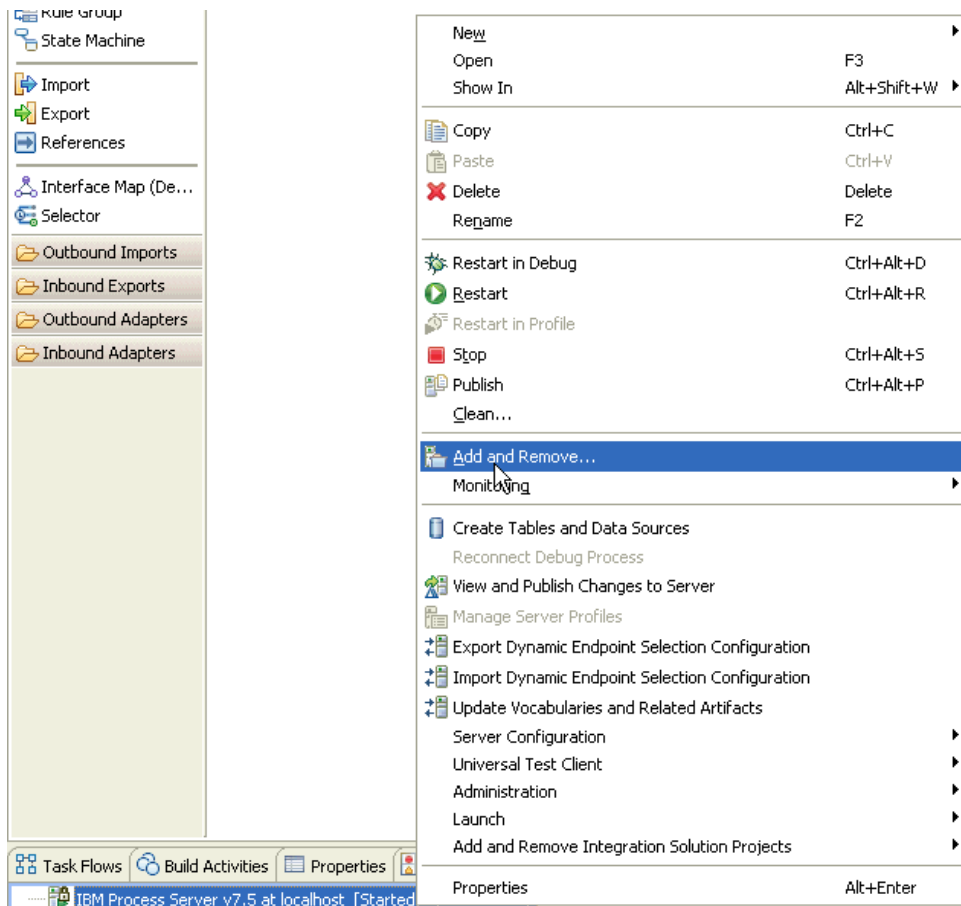 Rule Group
State Machine
Import
Export
References
Interface Map (De...
Selector
Outbound Imports
Inbound Exports
Outbound Adapters
Inbound Adapters
New
Open F3
Show In Alt+Shift+W
Copy Ctrl+C
Paste Ctrl+V
Delete Delete
Rename F2
Restart in Debug Ctrl+Alt+D
Restart Ctrl+Alt+R
Restart in Profile
Stop Ctrl+Alt+S
Publish Ctrl+Alt+P
Clean...
Add and Remove...
Monitoring
Create Tables and Data Sources
Reconnect Debug Process
View and Publish Changes to Server
Manage Server Profiles
Export Dynamic Endpoint Selection Configuration
Import Dynamic Endpoint Selection Configuration
Update Vocabularies and Related Artifacts
Server Configuration
Universal Test Client
Administration
Launch
Add and Remove Integration Solution Projects
Properties Alt+Enter
Task Flows Build Activities Properties
IBM Process Server v7.5 at localhost [Started